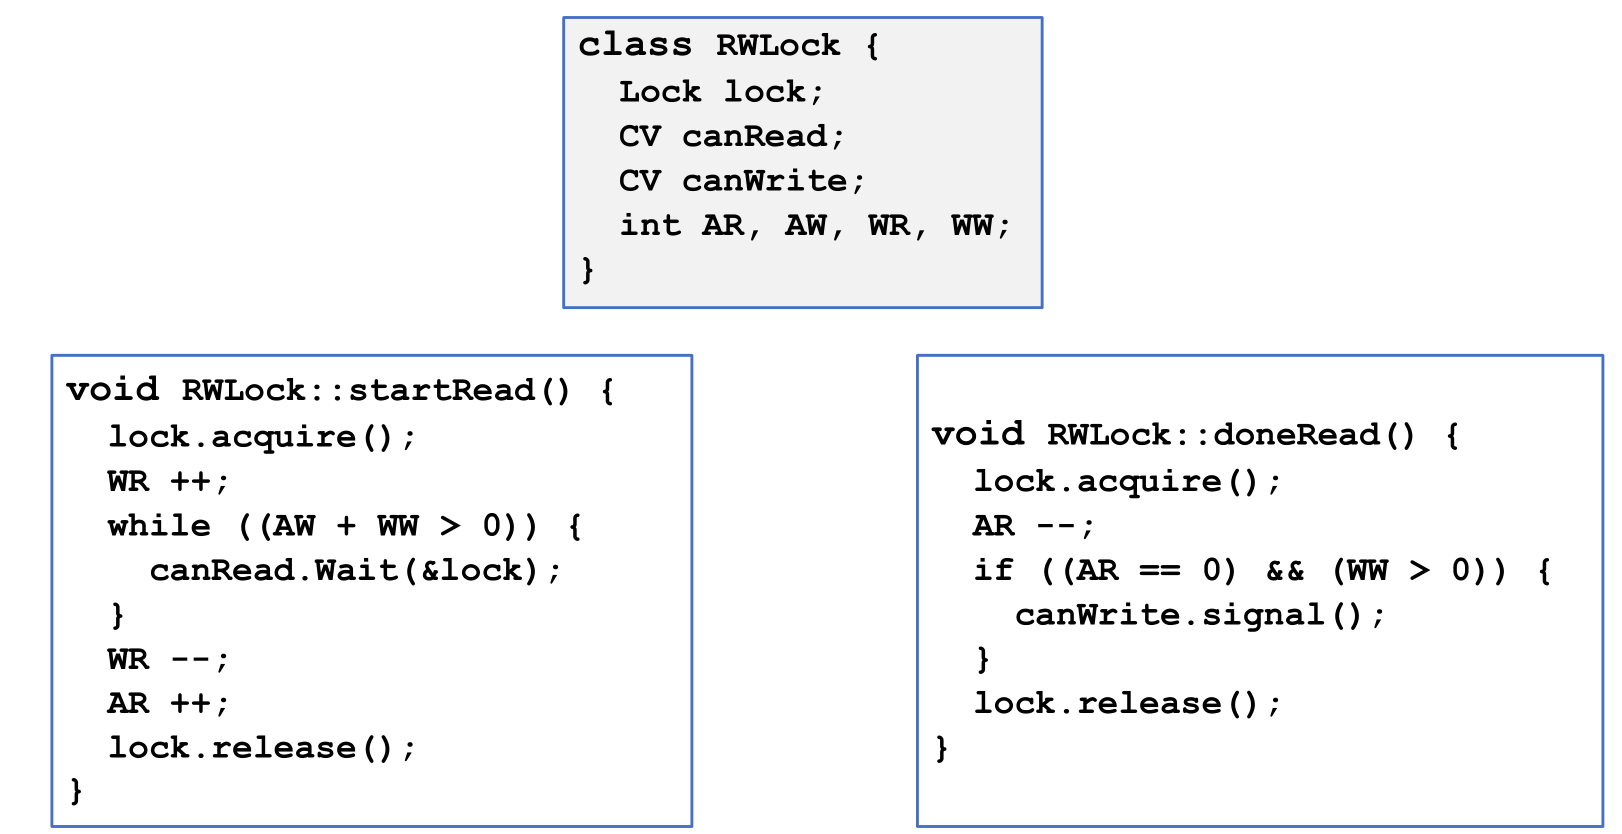 class RWLock {
  Lock lock;
  CV canRead;
  CV canWrite;
  int AR, AW, WR, WW;
}
void RWLock::startRead() {
  lock.acquire();
  WR ++;
  while ((AW + WW > 0)) {
    canRead.Wait(&lock);
  }
  WR --;
  AR ++;
  lock.release();
}
void RWLock::doneRead() {
  lock.acquire();
  AR --;
  if ((AR == 0) && (WW > 0)) {
    canWrite.signal();
  }
  lock.release();
}